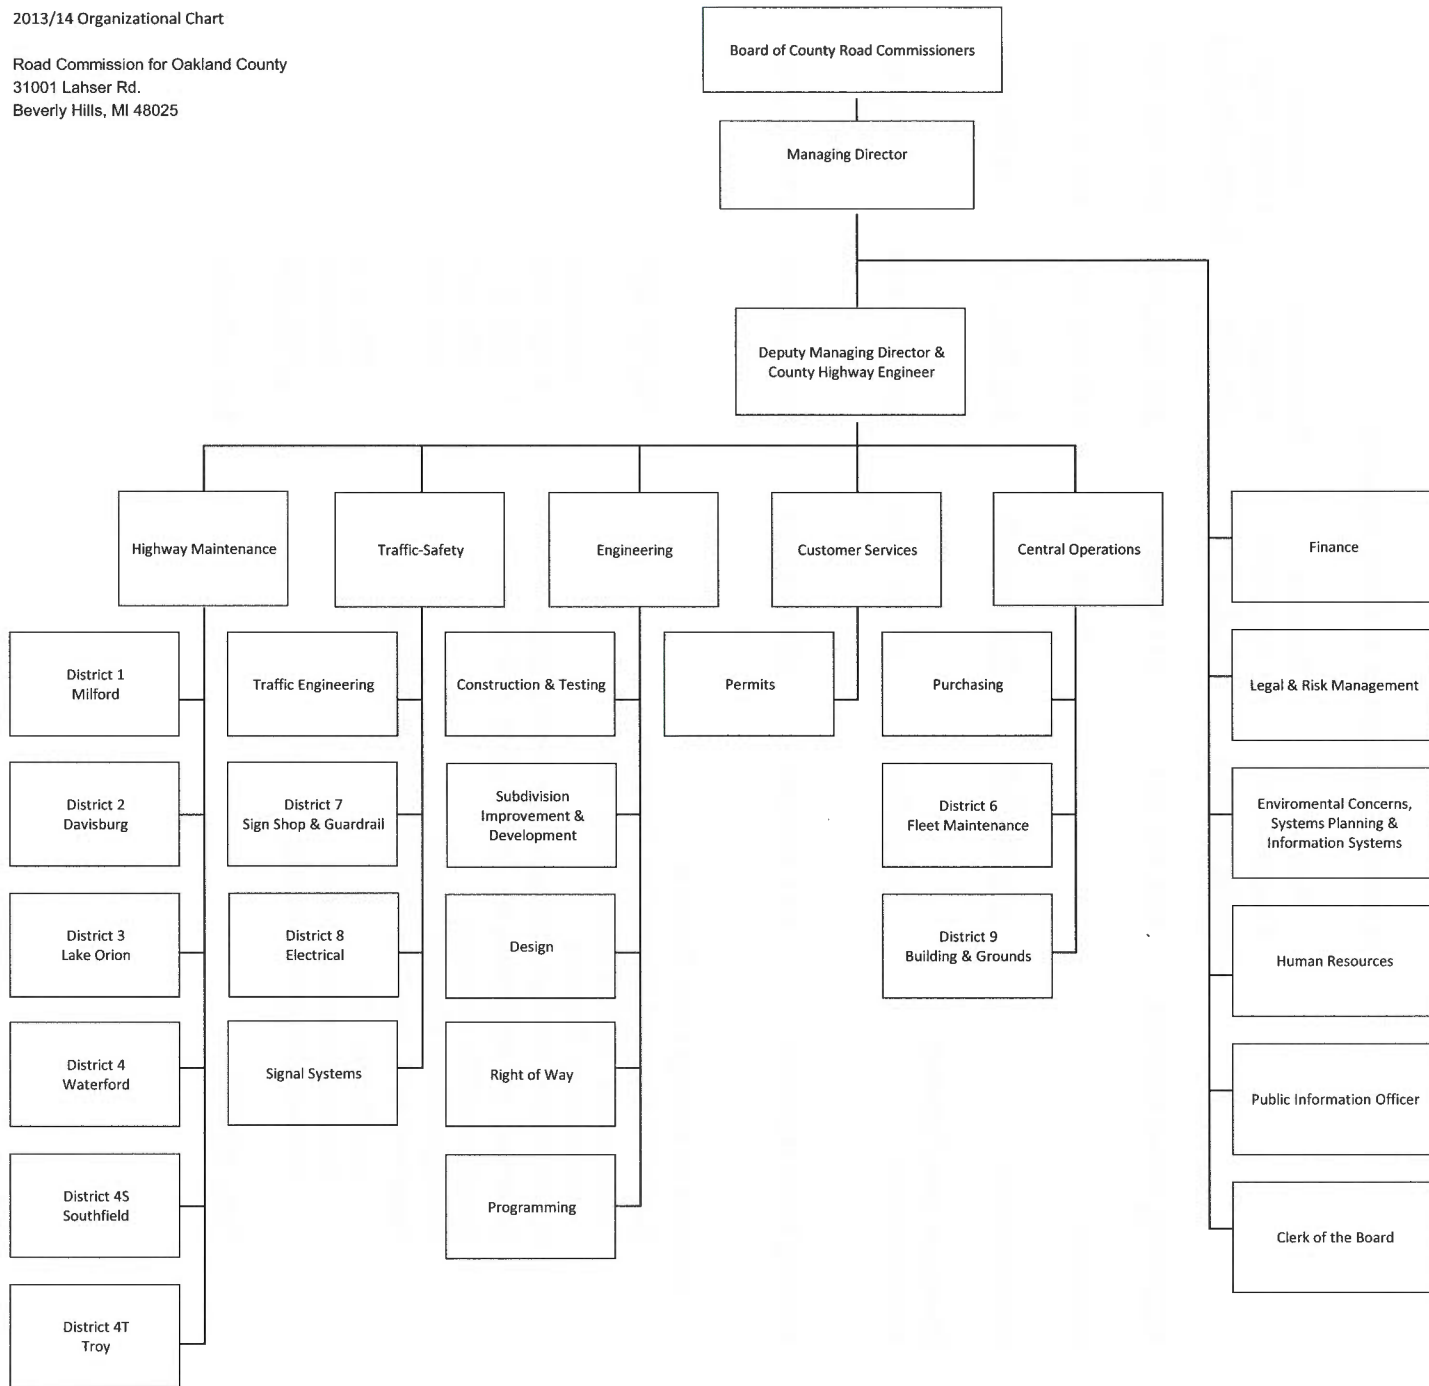 2013/14 Organizational Chart
Road Commission for Oakland County
31001 Lahser Rd.
Beverly Hills, MI 48025
Board of County Road Commissioners
Managing Director
Deputy Managing Director &
County Highway Engineer
Highway Maintenance
Traffic-Safety
Engineering
Customer Services
Central Operations
District 1
Milford
District 2
Davisburg
District 3
Lake Orion
District 4
Waterford
District 4S
Southfield
District 4T
Troy
Traffic Engineering
District 7
Sign Shop & Guardrail
District 8
Electrical
Signal Systems
Construction & Testing
Subdivision
Improvement &
Development
Design
Right of Way
Programming
Permits
Purchasing
District 6
Fleet Maintenance
District 9
Building & Grounds
Finance
Legal & Risk Management
Enviromental Concerns,
Systems Planning &
Information Systems
Human Resources
Public Information Officer
Clerk of the Board